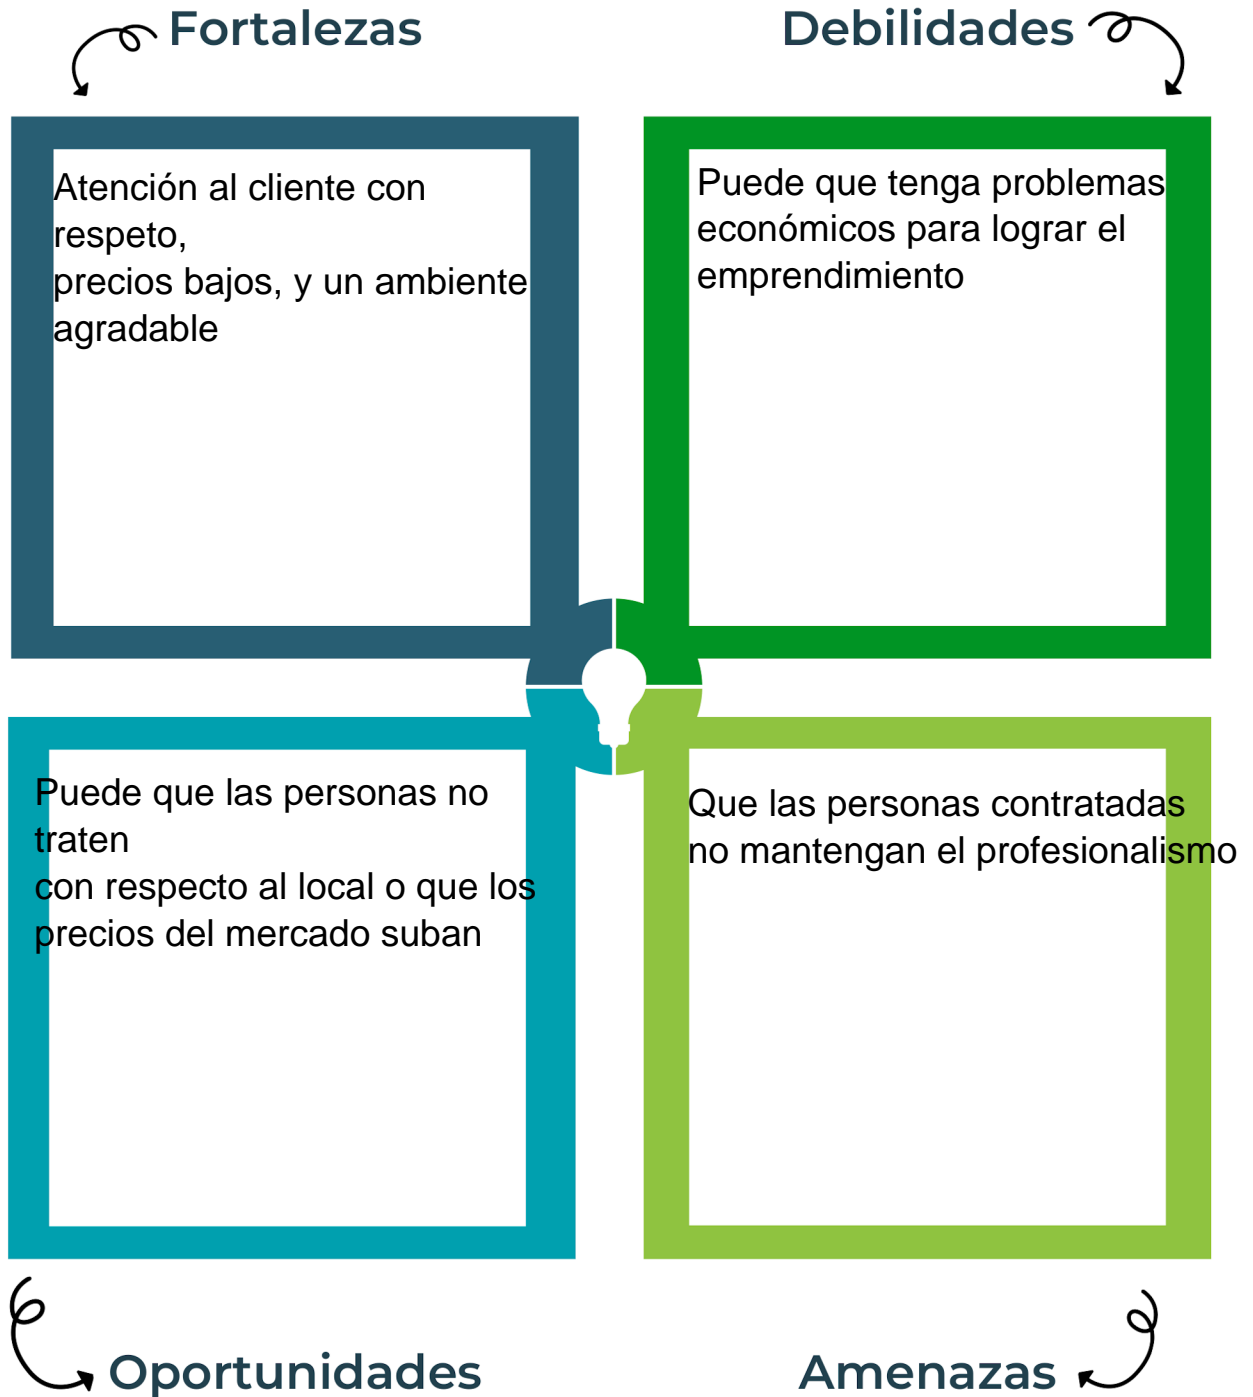 Fortalezas
Debilidades
Atención al cliente con
respeto,
precios bajos, y un ambiente
agradable
Puede que tenga problemas
económicos para lograr el
emprendimiento
Puede que las personas no
traten
con respecto al local o que los
precios del mercado suban
Que las personas contratadas
no mantengan el profesionalismo
Oportunidades
Amenazas